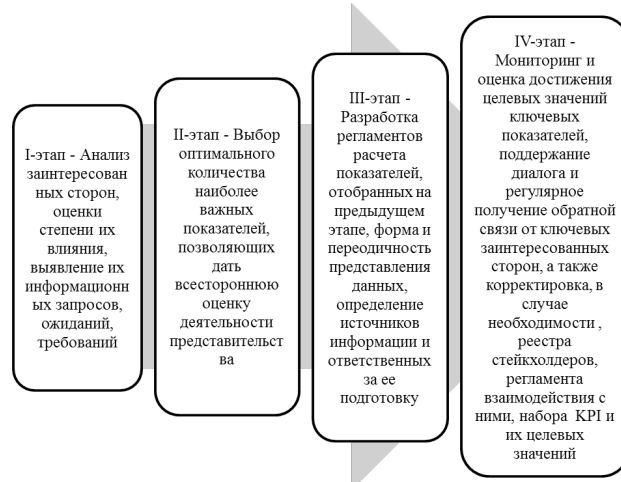 I-этап - Анализ
заинтересован
ных сторон,
оценки
степени их
влияния,
выявление их
информационн
ых запросов,
ожиданий,
требований
II-этап - Выбор
оптимального
количества
наиболее
важных
показателей,
позволяющих
дать
всестороннюю
оценку
деятельности
представительст
ва
III-этап -
Разработка
регламентов
расчета
показателей,
отобранных на
предыдущем
этапе, форма и
переодичность
представления
данных,
определение
источников
информации и
ответственных
за ее
подготовку
IV-этап -
Мониторинг и
оценка достижения
целевых значений
ключевых
показателей,
поддержание
диалога и
регулярное
получение обратной
связи от ключевых
заинтересованных
сторон, а также
корректировка, в
случае
необходимости ,
реестра
стейкхолдеров,
регламента
взаимодействия с
ними, набора KPI и
их целевых
значений